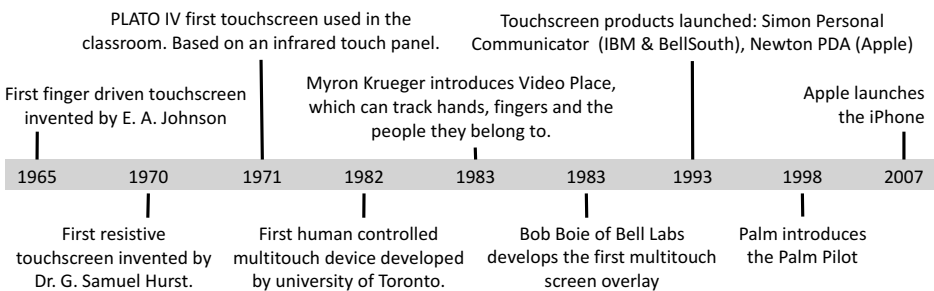 PLATO IV first touchscreen used in the
classroom. Based on an infrared touch panel.
Touchscreen products launched: Simon Personal
Communicator (IBM & BellSouth), Newton PDA (Apple)
First finger driven touchscreen
invented by E. A. Johnson
Myron Krueger introduces Video Place,
which can track hands, fingers and the
people they belong to.
Apple launches
the iPhone
1965 1970 1971 1982 1983 1983 1993 1998 2007
First resistive
touchscreen invented by
Dr. G. Samuel Hurst.
First human controlled
multitouch device developed
by university of Toronto.
Bob Boie of Bell Labs
develops the first multitouch
screen overlay
Palm introduces
the Palm Pilot